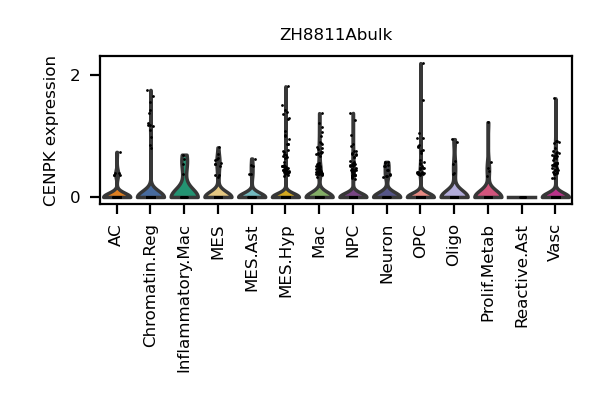 ZH8811Abulk
CENPK expression
2
0
AC
Chromatin.Reg
Inflammatory.Mac
MES
MES.Ast
MES.Hyp
Mac
NPC
Neuron
OPC
Oligo
Prolif.Metab
Reactive.Ast
Vasc